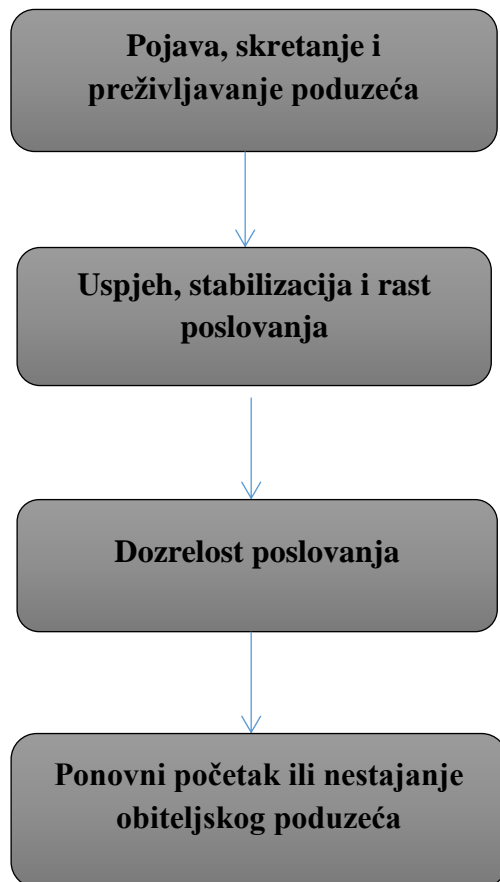 Pojava, skretanje i
preživljavanje poduzeća
Uspjeh, stabilizacija i rast
poslovanja
Dozrelost poslovanja
Ponovni početak ili nestajanje
obiteljskog poduzeća